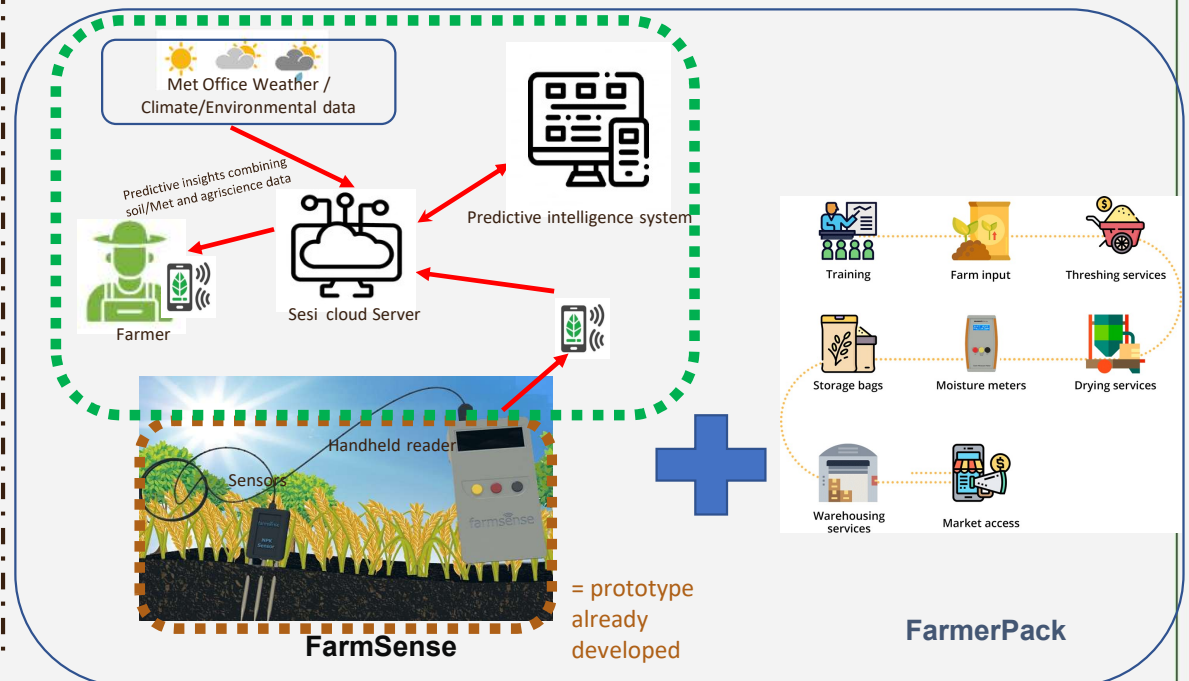 Met Office Weather /
Climate/Environmental data
Predictive insights combining
soil/Met and agriscience data
Predictive intelligence system
Sesi cloud Server
Farmer
Handheld reader
Sensors
NPK
Sensor
farmsense
= prototype
already
developed
FarmSense
Training
Farm input
Threshing services
Storage bags
Moisture meters
Drying services
Warehousing
services
Market access
FarmerPack